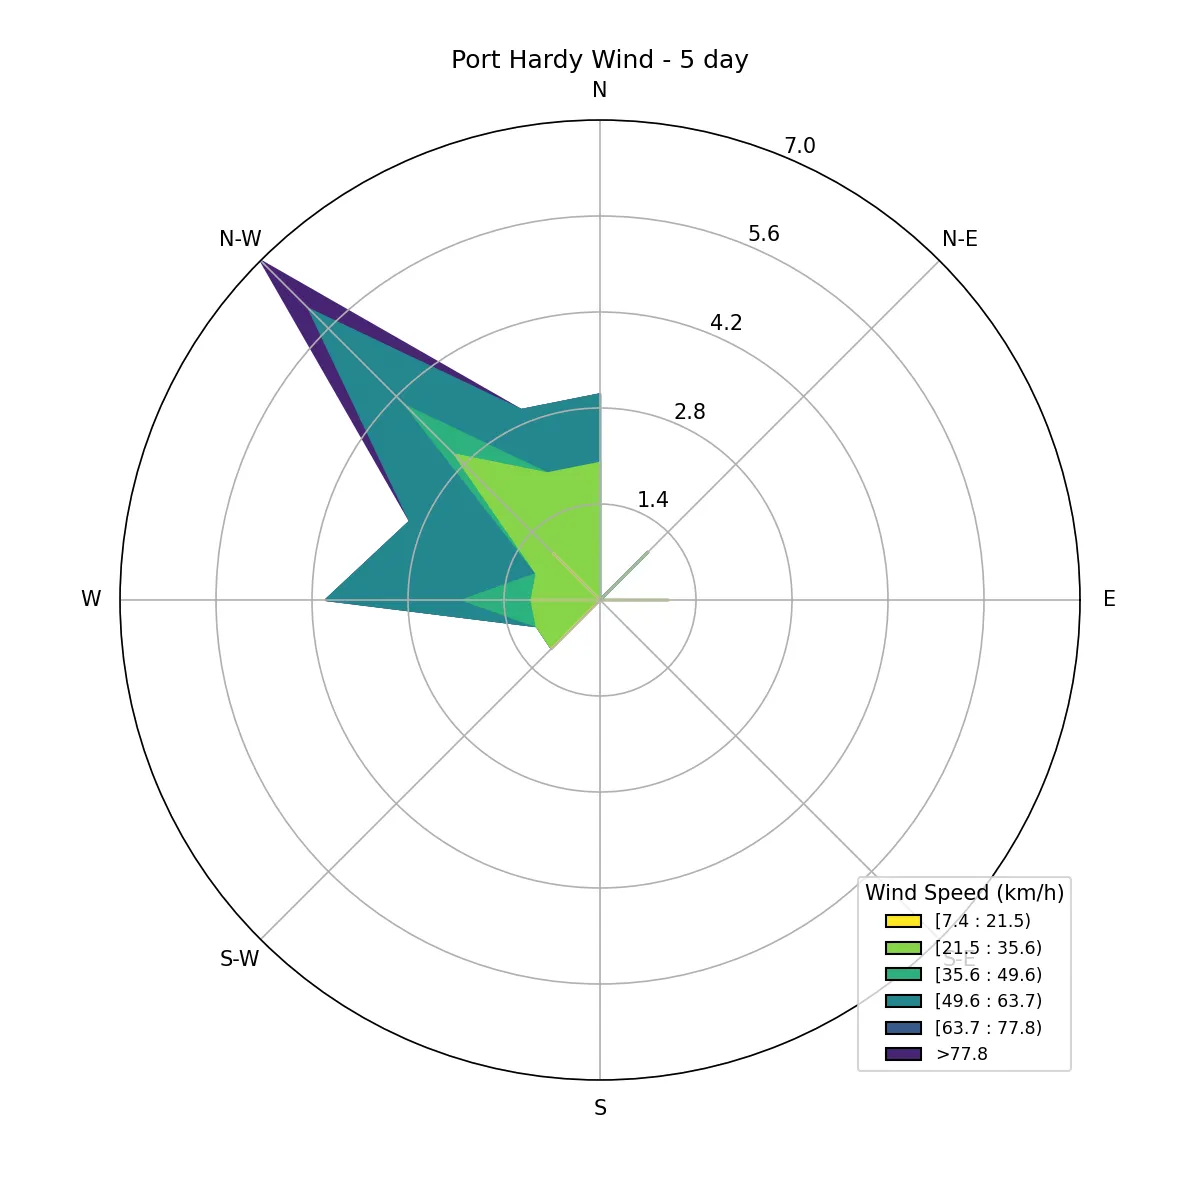 Port Hardy Wind - 5 day
N
7.0
N-W
5.6
N-E
4.2
2.8
1.4
W
E
S-W
S-E
S
Wind Speed (km/h)
[7.4 : 21.5)
[21.5 : 35.6)
[35.6 : 49.6)
[49.6 : 63.7)
[63.7 : 77.8)
>77.8